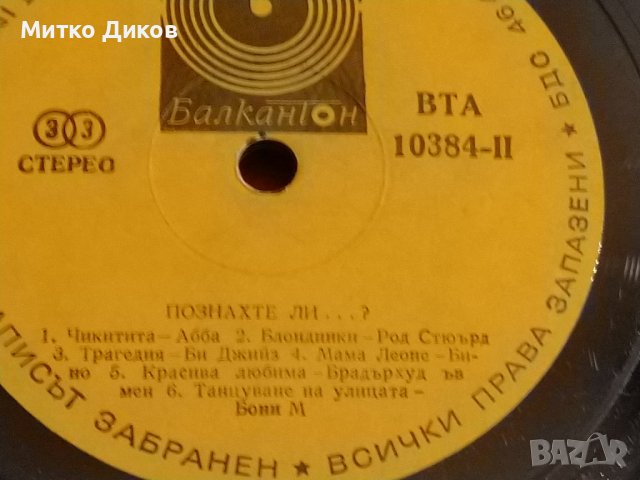 Митко Диков
Балкантон
33
СТЕРЕО
ВТА
10384-II
ПОЗНАХТЕ ЛИ...?
1. Чикитита – Абба 2. Блондинки – Род Стюърд
3. Трагедия – Би Джийз 4. Мама Леоне – Би-
но 5. Красива любима – Брадърхуд ъв
мен 6. Танцуване на улицата –
Бони М
ЗАБРАНЕН ★ ВСИЧКИ ПРАВА ЗАПАЗЕНИ ★ БДО 46
BAZAR